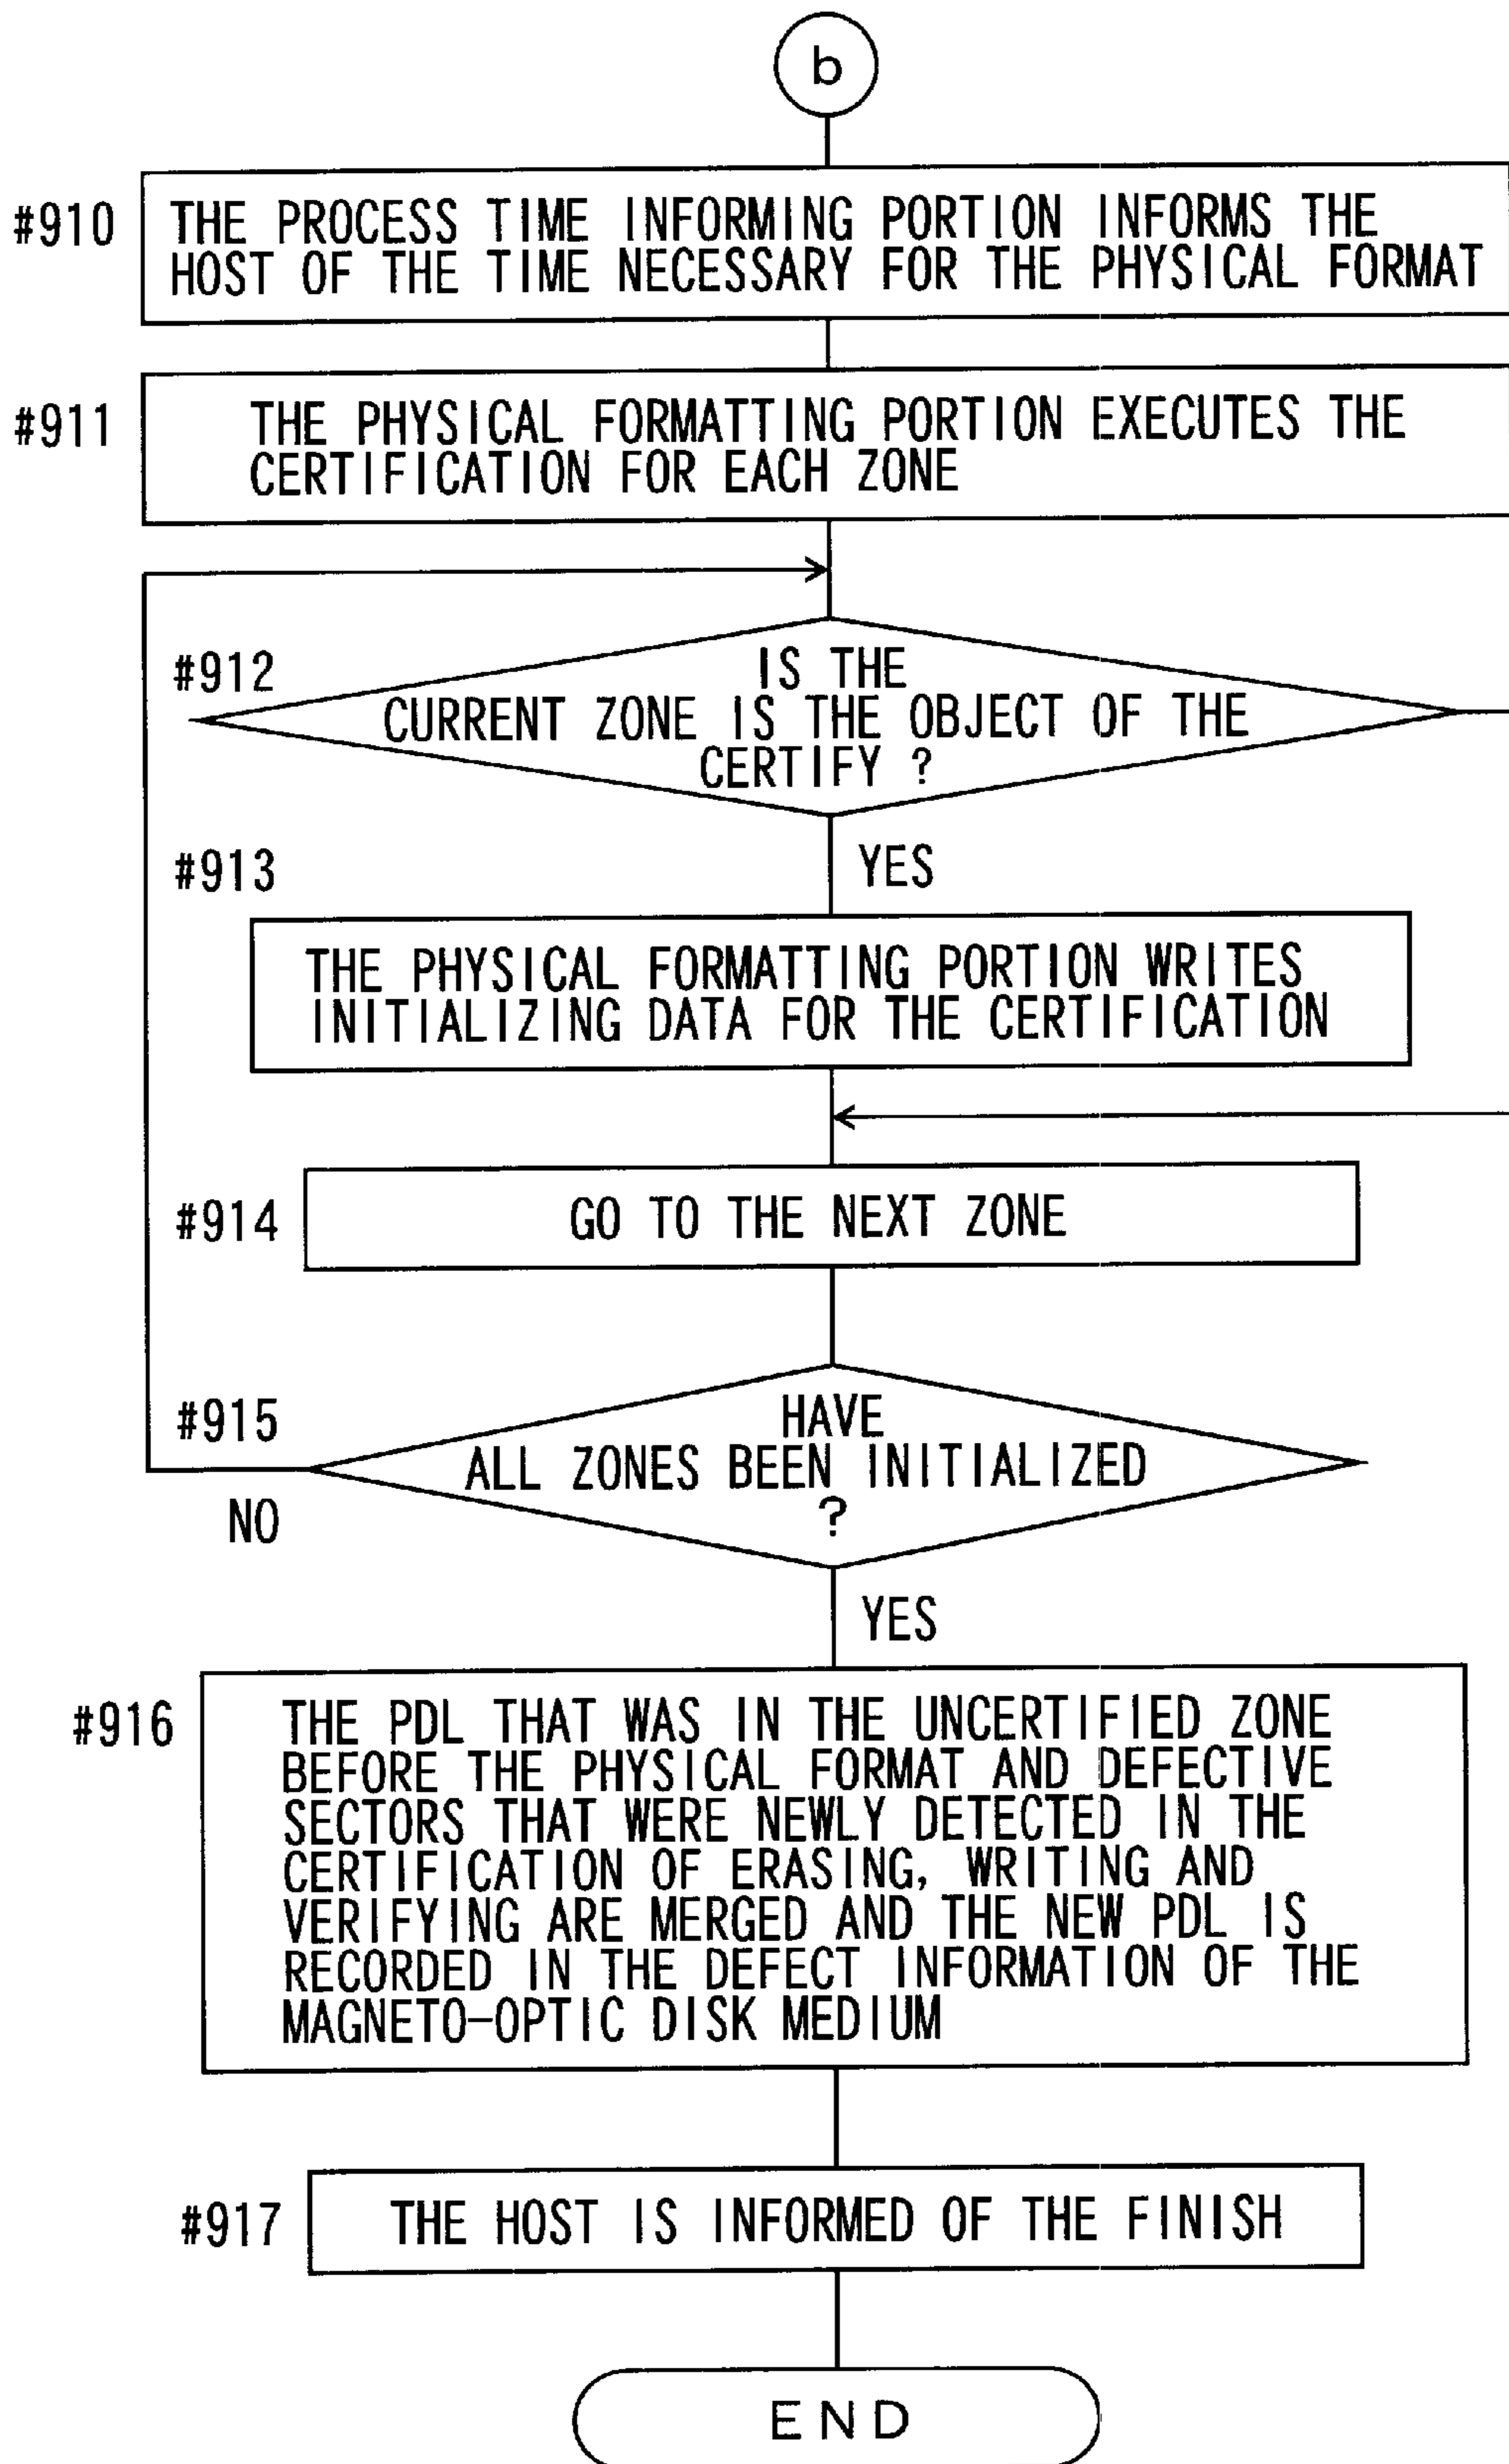 b
#910
THE PROCESS TIME INFORMING PORTION INFORMS THE
HOST OF THE TIME NECESSARY FOR THE PHYSICAL FORMAT
#911
THE PHYSICAL FORMATTING PORTION EXECUTES THE
CERTIFICATION FOR EACH ZONE
#912
IS THE
CURRENT ZONE IS THE OBJECT OF THE
CERTIFY ?
#913
YES
THE PHYSICAL FORMATTING PORTION WRITES
INITIALIZING DATA FOR THE CERTIFICATION
#914
GO TO THE NEXT ZONE
#915
HAVE
ALL ZONES BEEN INITIALIZED
?
NO
YES
#916
THE PDL THAT WAS IN THE UNCERTIFIED ZONE
BEFORE THE PHYSICAL FORMAT AND DEFECTIVE
SECTORS THAT WERE NEWLY DETECTED IN THE
CERTIFICATION OF ERASING, WRITING AND
VERIFYING ARE MERGED AND THE NEW PDL IS
RECORDED IN THE DEFECT INFORMATION OF THE
MAGNETO-OPTIC DISK MEDIUM
#917
THE HOST IS INFORMED OF THE FINISH
END